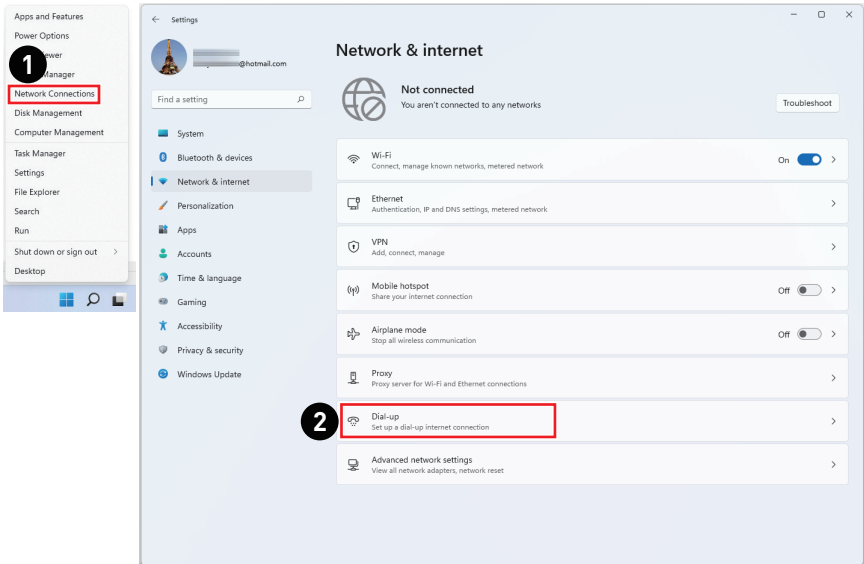 Apps and Features
Power Options
ewer
1
Manager
Network Connections
Disk Management
Computer Management
Task Manager
Settings
File Explorer
Search
Run
Shut down or sign out
Desktop
Settings
@hotmail.com
Find a setting
System
Bluetooth & devices
Network & internet
Personalization
Apps
Accounts
Time & language
Gaming
Accessibility
Privacy & security
Windows Update
Network & internet
Not connected
You aren't connected to any networks
Troubleshoot
Wi-Fi
Connect, manage known networks, metered network
On
Ethernet
Authentication, IP and DNS settings, metered network
VPN
Add, connect, manage
Mobile hotspot
Share your internet connection
Off
Airplane mode
Stop all wireless communication
Off
Proxy
Proxy server for Wi-Fi and Ethernet connections
2
Dial-up
Set up a dial-up internet connection
Advanced network settings
View all network adapters, network reset